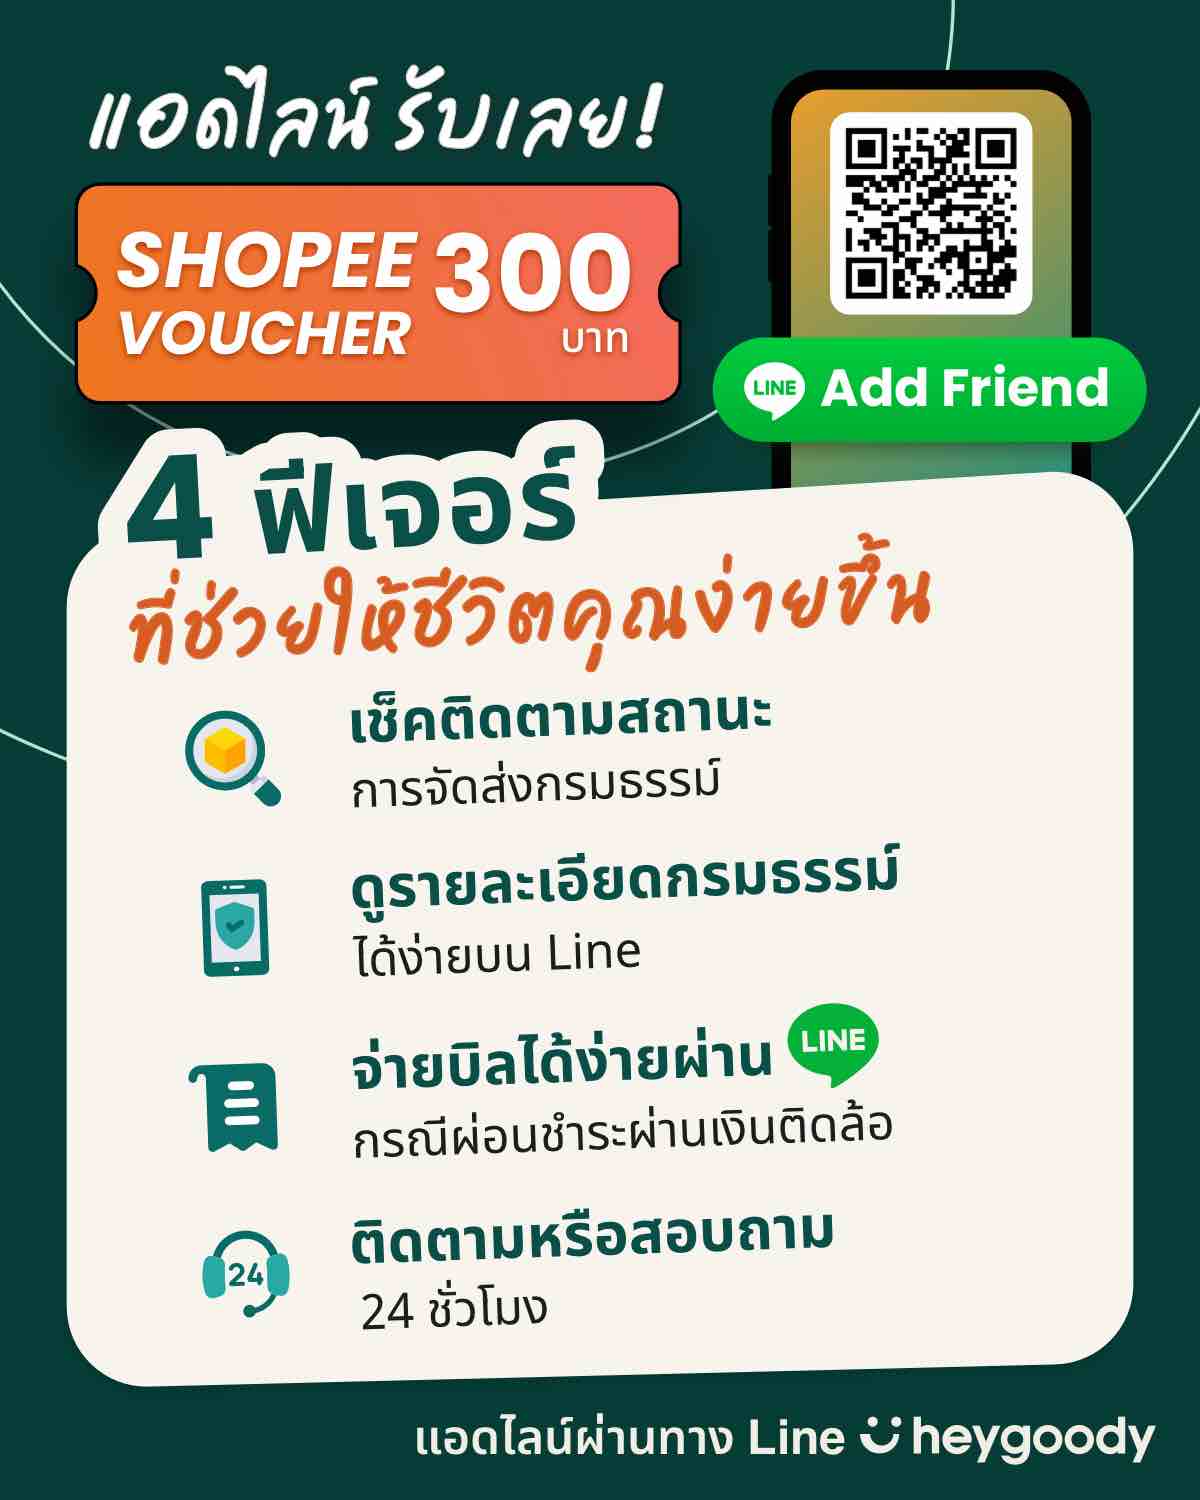 แอดไลน์ รับเลย!
SHOPEE 300
VOUCHER บาท
LINE Add Friend
4 ฟีเจอร์
ที่ช่วยให้ชีวิตคุณง่ายขึ้น
เช็คติดตามสถานะ
การจัดส่งกรมธรรม์
ดูรายละเอียดกรมธรรม์
ได้ง่ายบน Line
จ่ายบิลได้ง่ายผ่าน LINE
กรณีผ่อนชำระผ่านเงินติดล้อ
ติดตามหรือสอบถาม
24
24 ชั่วโมง
แอดไลน์ผ่านทาง Line heygoody